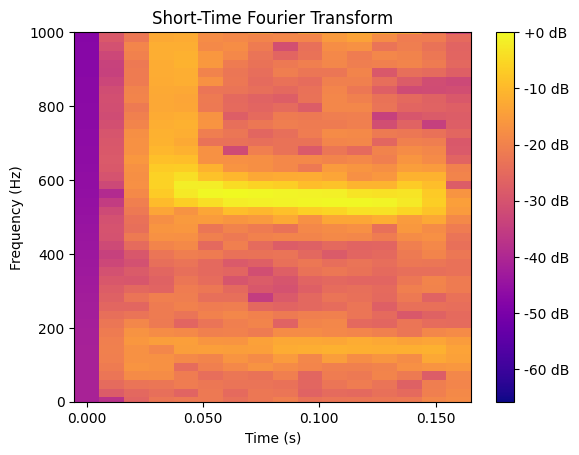 Short-Time Fourier Transform
1000
800
600
400
200
0
Frequency (Hz)
0.000
0.050
0.100
0.150
Time (s)
+0 dB
-10 dB
-20 dB
-30 dB
-40 dB
-50 dB
-60 dB